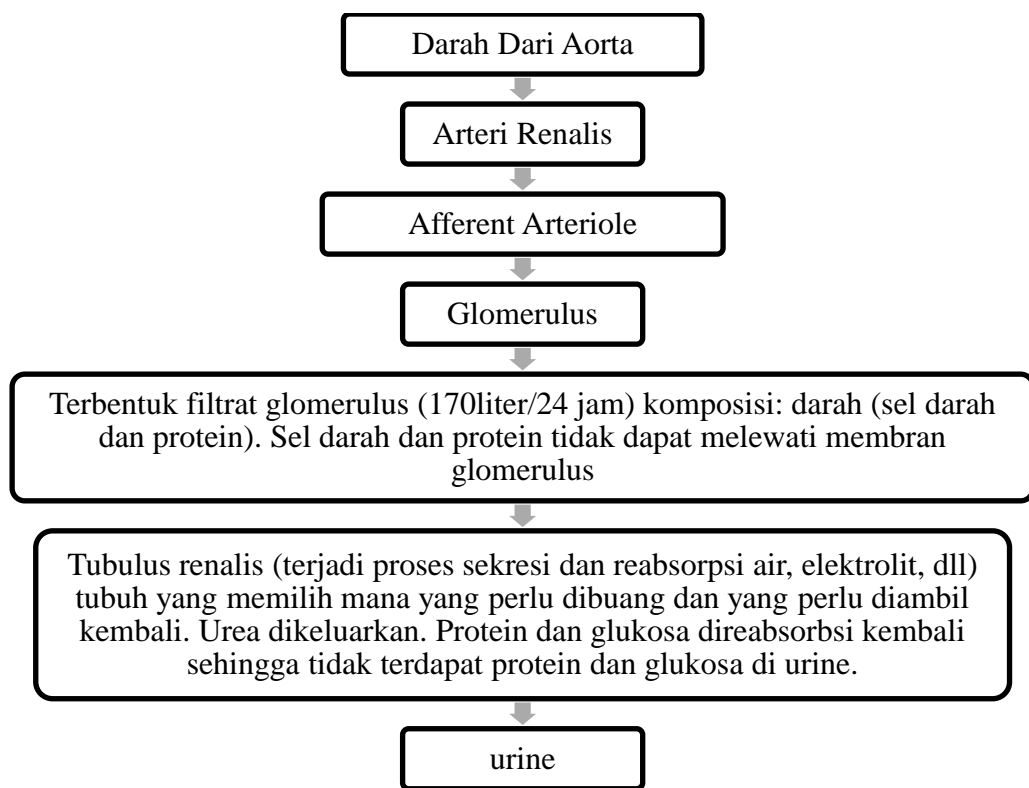 Darah Dari Aorta
Arteri Renalis
Afferent Arteriole
Glomerulus
Terbentuk filtrat glomerulus (170liter/24 jam) komposisi: darah (sel darah
dan protein). Sel darah dan protein tidak dapat melewati membran
glomerulus
Tubulus renalis (terjadi proses sekresi dan reabsorpsi air, elektrolit, dll)
tubuh yang memilih mana yang perlu dibuang dan yang perlu diambil
kembali. Urea dikeluarkan. Protein dan glukosa direabsorbsi kembali
sehingga tidak terdapat protein dan glukosa di urine.
urine